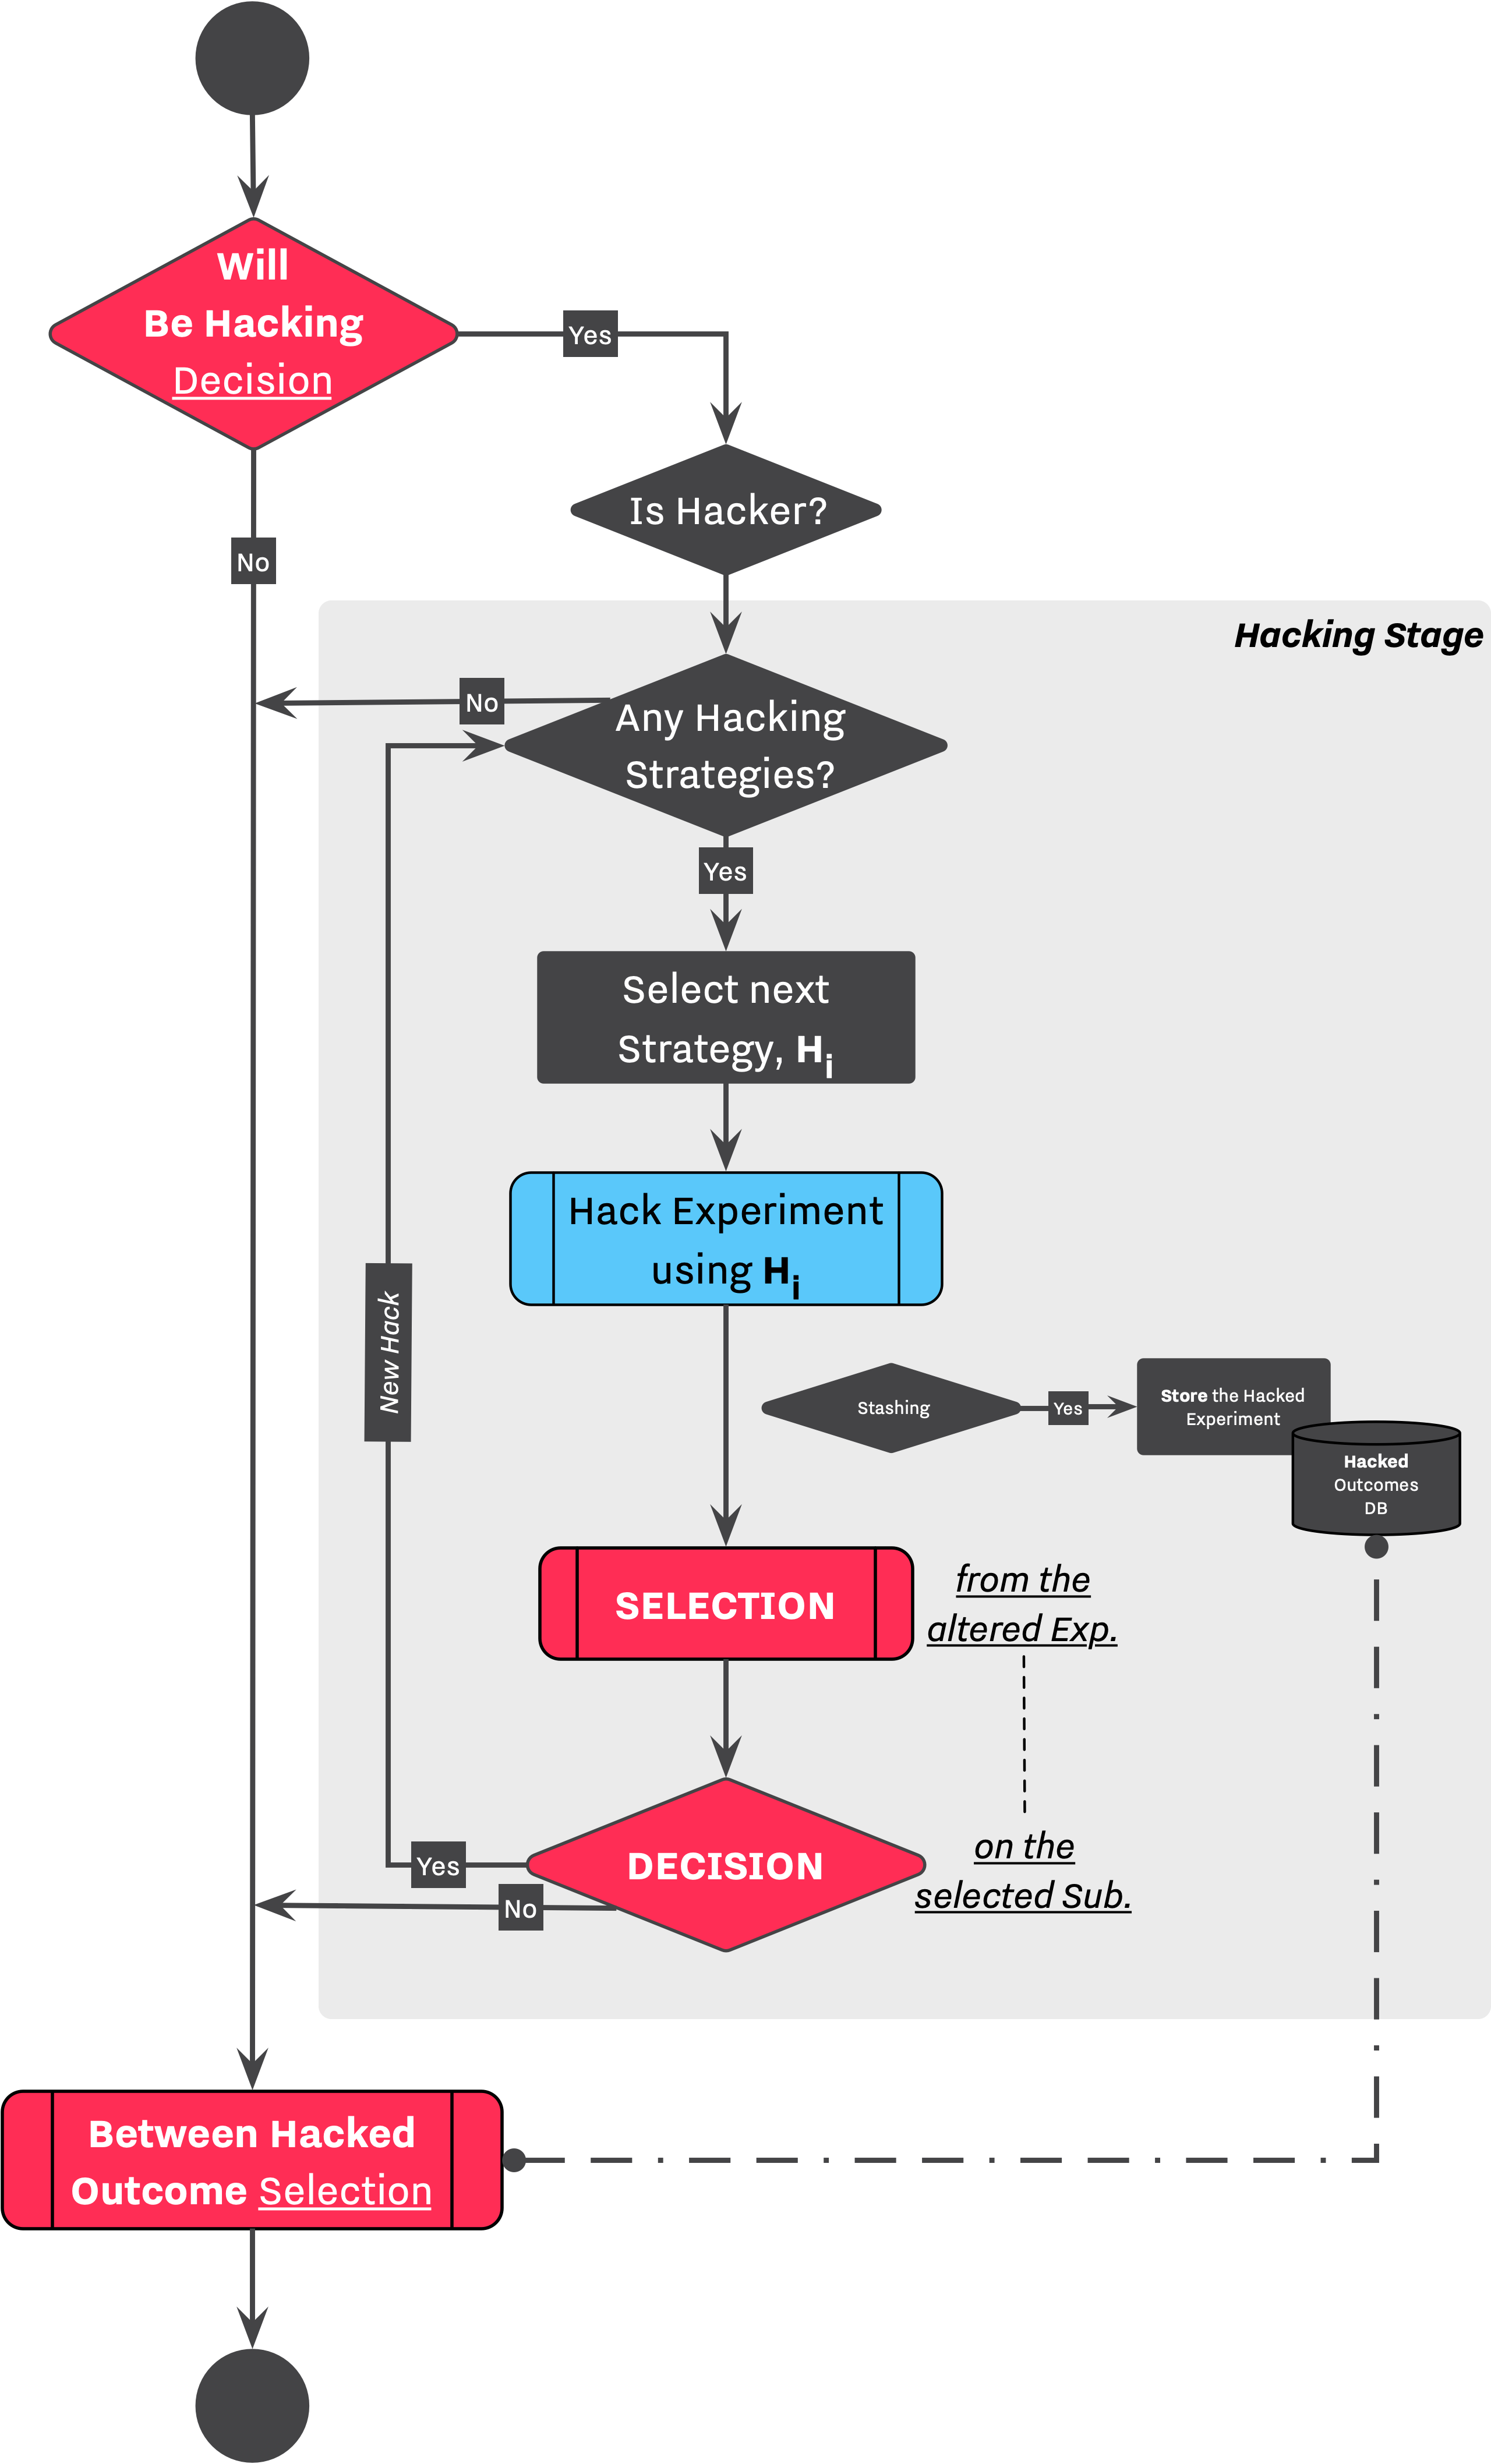 Will
Be Hacking
Decision
Yes
Is Hacker?
No
Hacking Stage
No
Any Hacking
Strategies?
Yes
Select next
Strategy, Hi
Hack Experiment
using Hi
New Hack
Stashing
Yes
Store the Hacked
Experiment
Hacked
Outcomes
DB
SELECTION
from the
altered Exp.
DECISION
on the
selected Sub.
Yes
No
Between Hacked
Outcome Selection